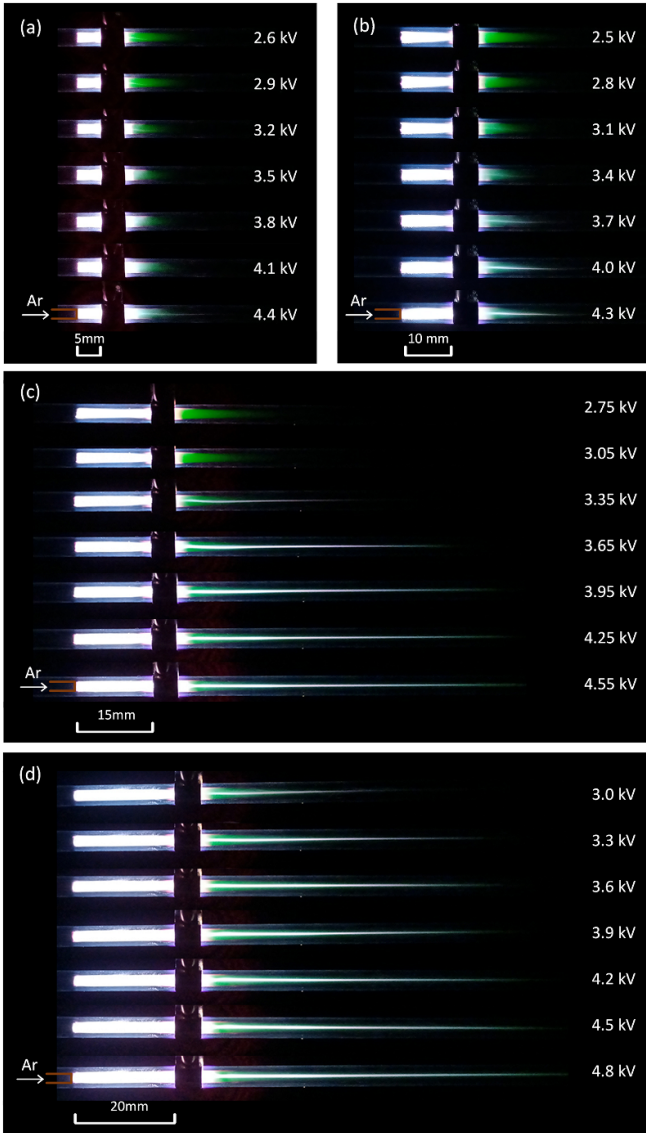 (a)
2.6 kV
2.9 kV
3.2 kV
3.5 kV
3.8 kV
4.1 kV
Ar
4.4 kV
5mm
(b)
2.5 kV
2.8 kV
3.1 kV
3.4 kV
3.7 kV
4.0 kV
Ar
4.3 kV
10 mm
(c)
2.75 kV
3.05 kV
3.35 kV
3.65 kV
3.95 kV
4.25 kV
Ar
4.55 kV
15mm
(d)
3.0 kV
3.3 kV
3.6 kV
3.9 kV
4.2 kV
4.5 kV
Ar
4.8 kV
20mm